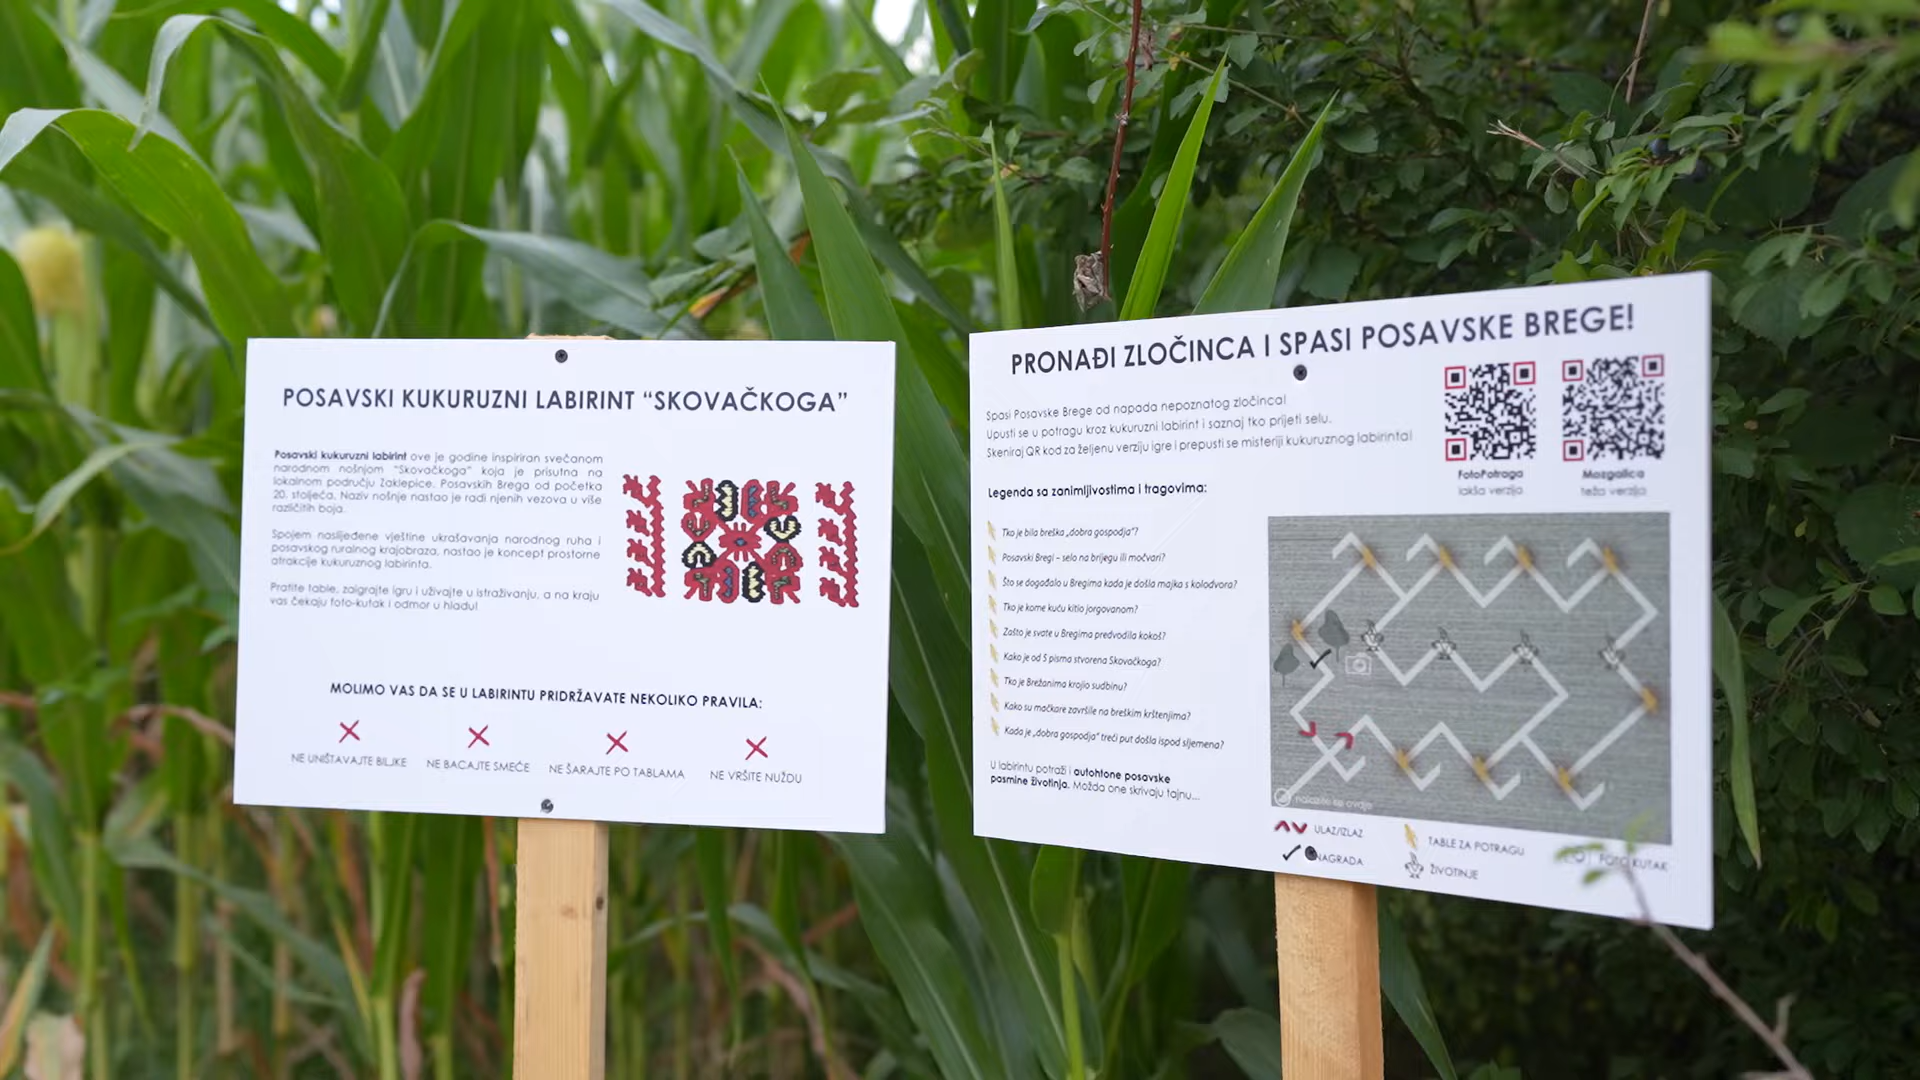 POSAVSKI KUKURUZNI LABIRINT “SKOVAČKOGA”
Posavski kukuruzni labirint ove je godine inspiriran svečanom
narodnom nošnjom “Skovačkoga” koja je prisutna na
lokalnom području Zaklepice, Posavskih Brega od početka
20. stoljeća. Naziv nošnje nastao je radi njenih vezova u više
različitih boja.
Spojem naslijeđene vještine ukrašavanja narodnog ruha i
posavskog ruralnog krajobraza, nastao je koncept prostorne
atrakcije kukuruznog labirinta.
Pratite table, zaigrajte igru i uživajte u istraživanju, a na kraju
vas čekaju foto-kutak i odmor u hladu!
MOLIMO VAS DA SE U LABIRINTU PRIDRŽAVATE NEKOLIKO PRAVILA:
NE UNIŠTAVAJTE BILJKE
NE BACAJTE SMEĆE
NE ŠARAJTE PO TABLAMA
NE VRŠITE NUŽDU
PRONAĐI ZLOČINCA I SPASI POSAVSKE BREGE!
Spasi Posavske Brege od napada nepoznatog zločinca!
Upusti se u potragu kroz kukuruzni labirint i saznaj tko prijeti selu.
Skeniraj QR kod za željenu verziju igre i prepusti se misteriji kukuruznog labirinta!
FotoPotraga
lakša verzija
Mozgalica
teža verzija
Legenda sa zanimljivostima i tragovima:
Tko je bila breška „dobra gospodja”?
Posavski Bregi – selo na brijegu ili močvari?
Što se događalo u Bregima kada je došla majka s kolodvora?
Tko je kome kuću kitio jorgovanom?
Zašto je svate u Bregima predvodila kokoš?
Kako je od 5 pisma stvorena Skovačkoga?
Tko je Brežanima krojio sudbinu?
Kako su mačkare završile na breškim krštenjima?
Kada je „dobra gospodja” treći put došla ispod sljemena?
U labirintu potraži i autohtone posavske
pasmine životinja. Možda one skrivaju tajnu...
nalazite se ovdje
ULAZ/IZLAZ
TABLE ZA POTRAGU
FOTO KUTAK
NAGRADA
ŽIVOTINJE